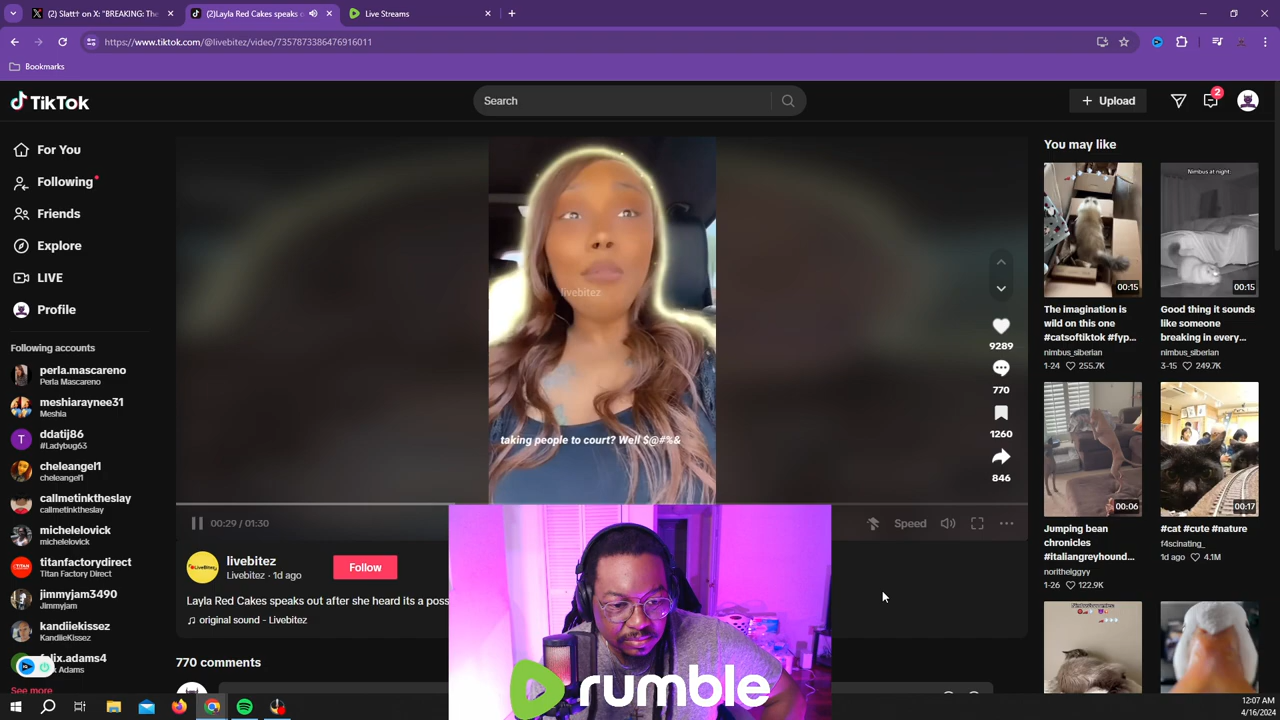 (2) Slatt† on X: "BREAKING: The
(2)Layla Red Cakes speaks o
Live Streams
https://www.tiktok.com/@livebitez/video/7357873386476916011
Bookmarks
TikTok
Search
Upload
2
For You
Following
Friends
Explore
LIVE
Profile
Following accounts
perla.mascareno
Perla Mascareno
meshiaraynee31
Meshia
T
ddatij86
#Ladybug63
cheleangel1
cheleangel1
callmetinktheslay
callmetinktheslay
michelelovick
michelelovick
titanfactorydirect
Titan Factory Direct
jimmyjam3490
Jimmyjam
kandiiekissez
KandiieKissez
felix.adams4
Adams
See more
livebitez
taking people to court? Well $@#%&
9289
770
1260
846
00:29 / 01:30
Speed
livebitez
Livebitez · 1d ago
Follow
Layla Red Cakes speaks out after she heard its a poss
original sound - Livebitez
770 comments
rumble
You may like
00:15
The imagination is
wild on this one
#catsoftiktok #fyp...
nimbus_siberian
1-24 255.7K
Nimbus at night:
00:15
Good thing it sounds
like someone
breaking in every...
nimbus_siberian
3-15 249.7K
00:06
Jumping bean
chronicles
#italiangreyhound...
noritheiggyy
1-26 122.9K
00:17
#cat #cute #nature
f4scinating_
1d ago 4.1M
12:07 AM
4/16/2024